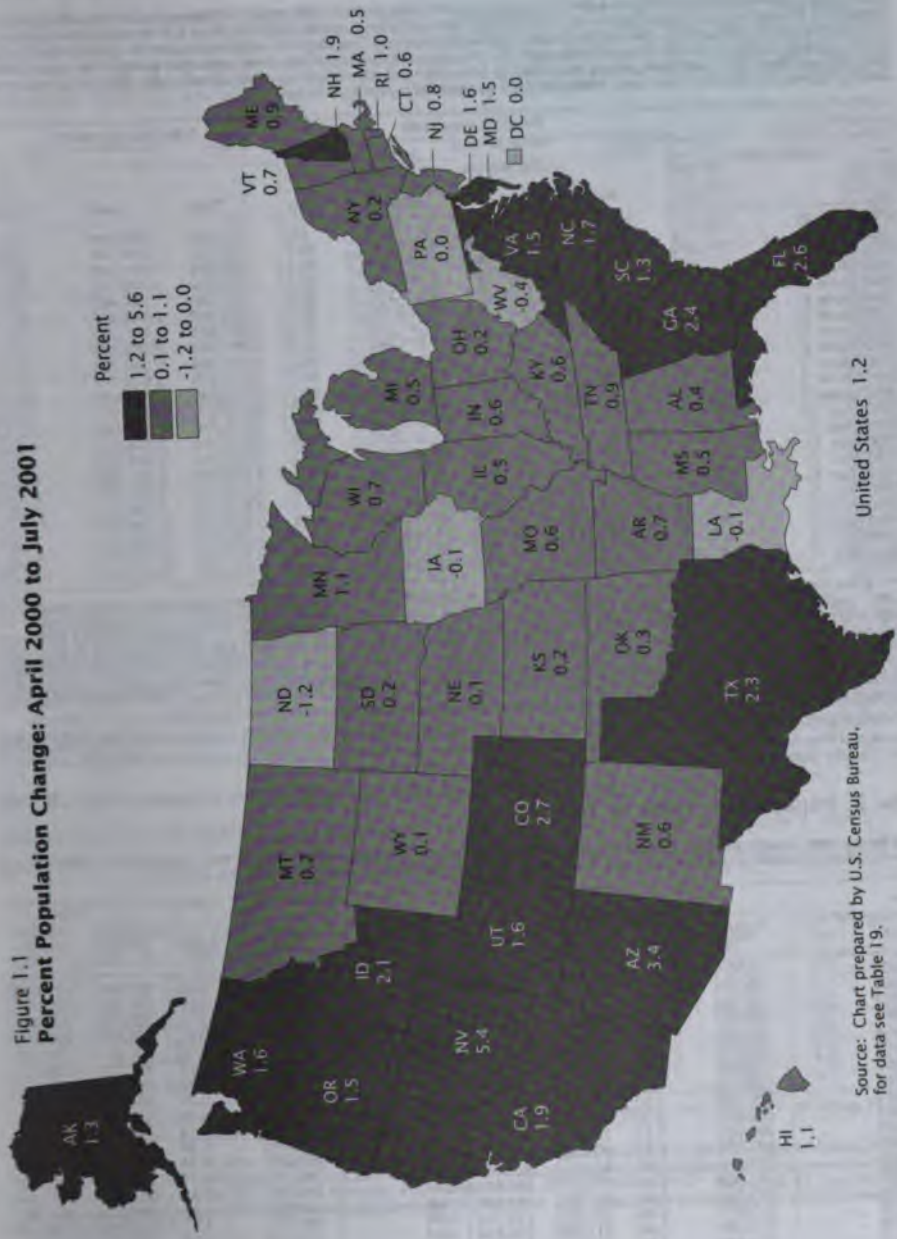 Figure 1.1
Percent Population Change: April 2000 to July 2001
Percent
1.2 to 5.6
0.1 to 1.1
-1.2 to 0.0
AK
1.3
WA
1.6
OR
1.5
CA
1.9
ID
2.1
NV
5.4
MT
0.2
WY
0.1
UT
1.6
AZ
3.4
CO
2.7
NM
0.6
ND
-1.2
SD
0.2
NE
0.1
KS
0.2
OK
0.3
TX
2.3
MN
1.1
IA
-0.1
MO
0.6
AR
0.7
LA
-0.1
WI
0.7
IL
0.5
MS
0.5
MI
0.5
IN
0.6
OH
0.2
KY
0.6
TN
0.9
AL
0.4
GA
2.4
FL
2.6
SC
1.3
NC
1.7
VA
1.5
WV
-0.4
PA
0.0
NY
0.2
VT
0.7
ME
0.9
NH 1.9
MA 0.5
RI 1.0
CT 0.6
NJ 0.8
DE 1.6
MD 1.5
DC 0.0
HI
1.1
United States 1.2
Source: Chart prepared by U.S. Census Bureau,
for data see Table 19.